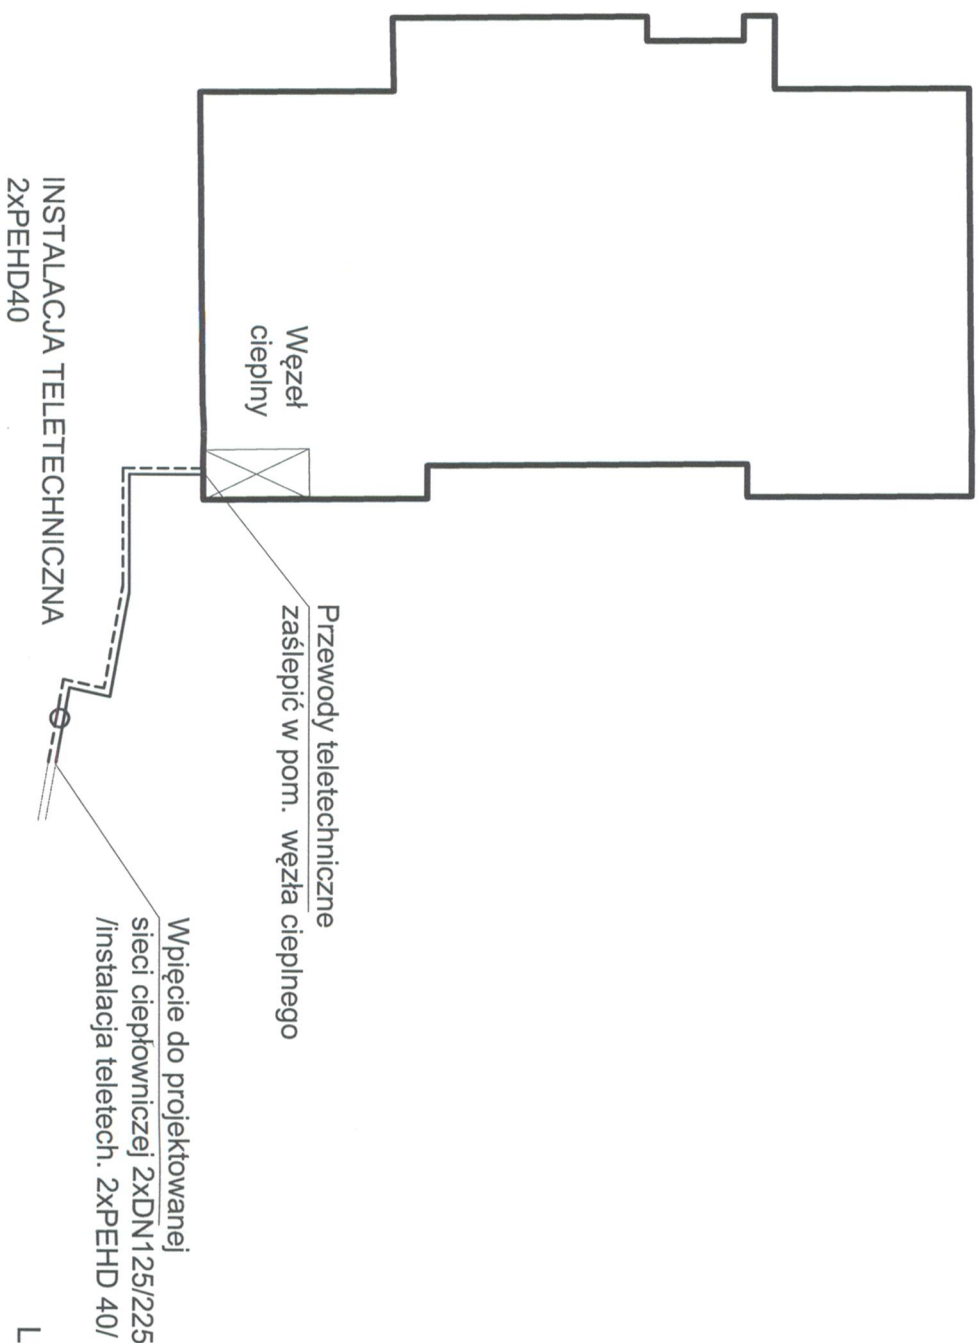 Węzeł
cieplny
Przewody teletechniczne
zaślepić w pom. węzła cieplnego
Wpięcie do projektowanej
sieci ciepłowniczej 2xDN125/225
/instalacja teletech. 2xPEHD 40/
INSTALACJA TELETECHNICZNA
2xPEHD40
L